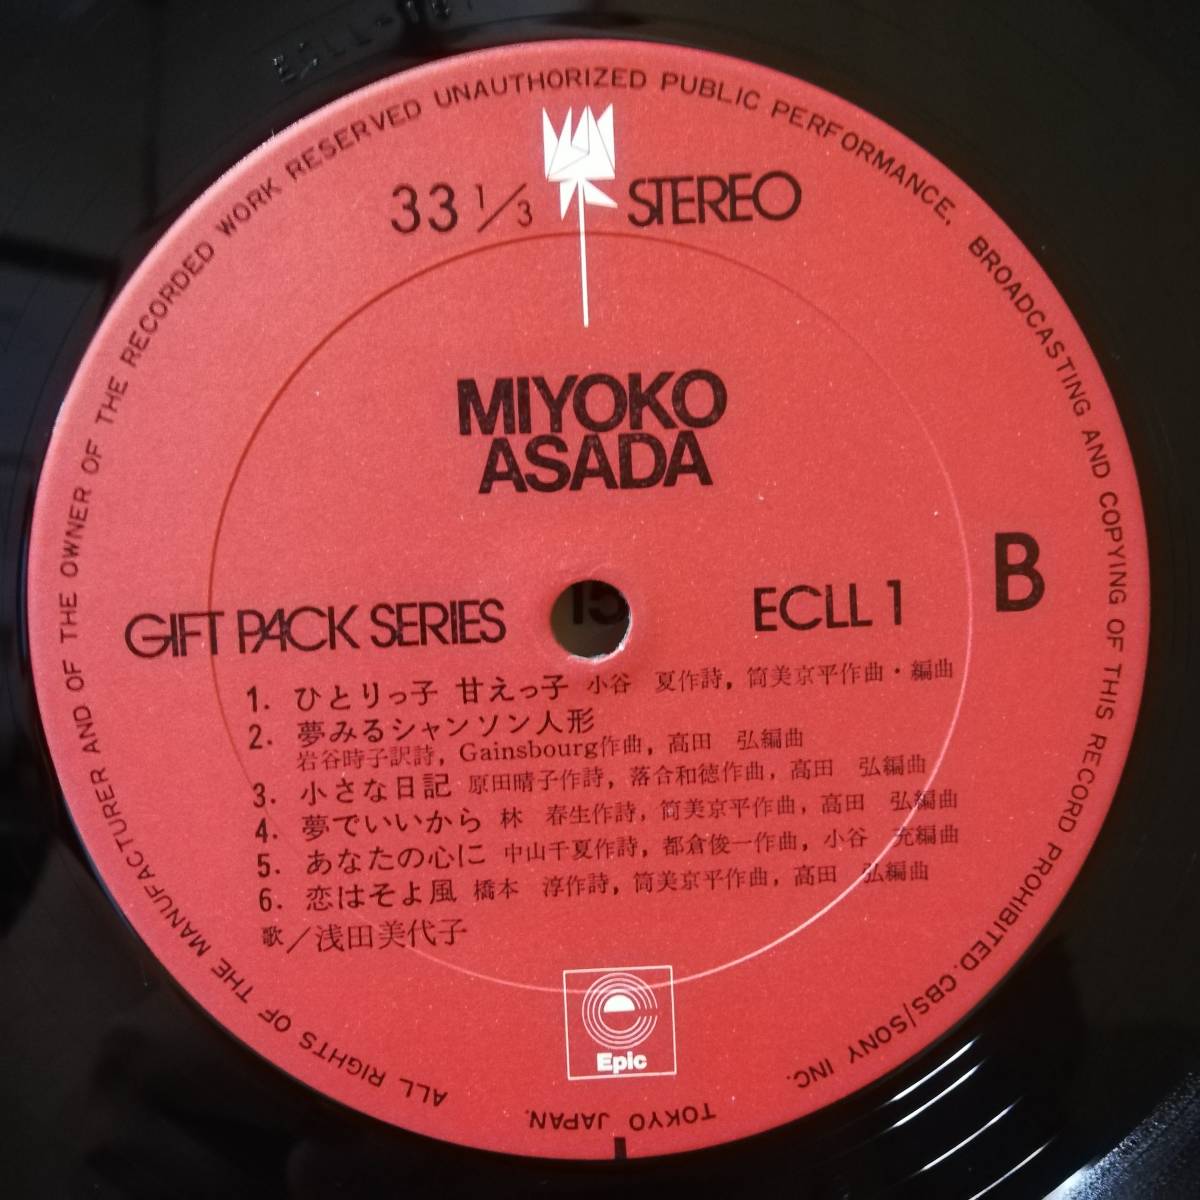 ALL RIGHTS OF THE MANUFACTURER AND OF THE OWNER OF THE RECORDED WORK RESERVED UNAUTHORIZED PUBLIC PERFORMANCE, BROADCASTING AND COPYING OF THIS RECORD PROHIBITED. CBS/SONY INC.
TOKYO JAPAN.
33 1/3 STEREO
MIYOKO
ASADA
B
GIFT PACK SERIES ECLL 1
15
1. ひとりっ子 甘えっ子 小谷 夏作詩, 筒美京平作曲・編曲
2. 夢みるシャンソン人形
岩谷時子訳詩, Gainsbourg作曲, 高田 弘編曲
3. 小さな日記 原田晴子作詩, 落合和徳作曲, 高田 弘編曲
4. 夢でいいから 林 春生作詩, 筒美京平作曲, 高田 弘編曲
5. あなたの心に 中山千夏作詩, 都倉俊一作曲, 小谷 充編曲
6. 恋はそよ風 橋本 淳作詩, 筒美京平作曲, 高田 弘編曲
歌／浅田美代子
Epic